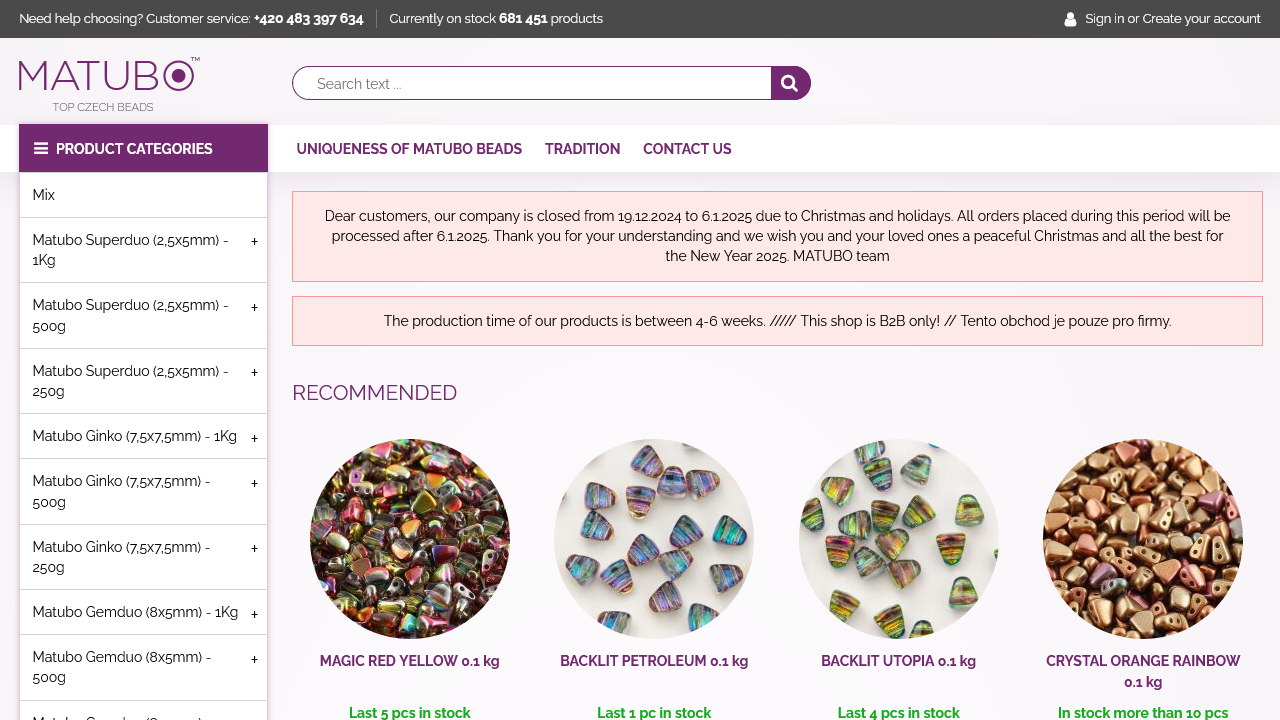 Need help choosing? Customer service: +420 483 397 634
Currently on stock 681 451 products
Sign in or Create your account
MATUBO™
TOP CZECH BEADS
Search text ...
PRODUCT CATEGORIES
UNIQUENESS OF MATUBO BEADS
TRADITION
CONTACT US
Mix
Matubo Superduo (2,5x5mm) - +
1Kg
Matubo Superduo (2,5x5mm) - +
500g
Matubo Superduo (2,5x5mm) - +
250g
Matubo Ginko (7,5x7,5mm) - 1Kg +
Matubo Ginko (7,5x7,5mm) - +
500g
Matubo Ginko (7,5x7,5mm) - +
250g
Matubo Gemduo (8x5mm) - 1Kg +
Matubo Gemduo (8x5mm) - +
500g
Dear customers, our company is closed from 19.12.2024 to 6.1.2025 due to Christmas and holidays. All orders placed during this period will be
processed after 6.1.2025. Thank you for your understanding and we wish you and your loved ones a peaceful Christmas and all the best for
the New Year 2025. MATUBO team
The production time of our products is between 4-6 weeks. ///// This shop is B2B only! // Tento obchod je pouze pro firmy.
RECOMMENDED
MAGIC RED YELLOW 0.1 kg
Last 5 pcs in stock
BACKLIT PETROLEUM 0.1 kg
Last 1 pc in stock
BACKLIT UTOPIA 0.1 kg
Last 4 pcs in stock
CRYSTAL ORANGE RAINBOW
0.1 kg
In stock more than 10 pcs